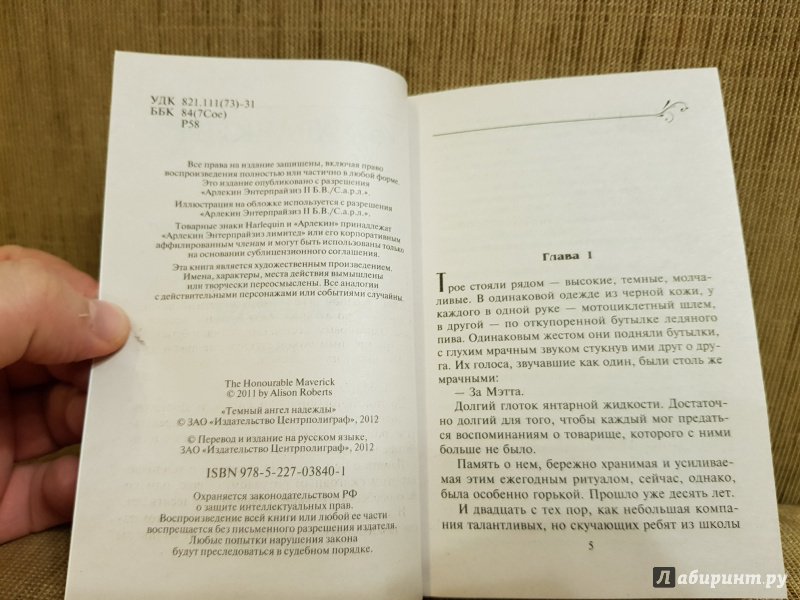 УДК 821.111(73)-31
ББК 84(7Сое)
Р58
Все права на издание защищены, включая право
воспроизведения полностью или частично в любой форме.
Это издание опубликовано с разрешения
«Арлекин Энтерпрайзиз II Б.В./С.а.р.л.».
Иллюстрация на обложке используется с разрешения
«Арлекин Энтерпрайзиз II Б.В./С.а.р.л.».
Товарные знаки Harlequin и «Арлекин» принадлежат
«Арлекин Энтерпрайзиз лимитед» или его корпоративным
аффилированным членам и могут быть использованы только
на основании сублицензионного соглашения.
Эта книга является художественным произведением.
Имена, характеры, места действия вымышлены
или творчески переосмыслены. Все аналогии
с действительными персонажами или событиями случайны.
The Honourable Maverick
© 2011 by Alison Roberts
«Темный ангел надежды»
© ЗАО «Издательство Центрполиграф», 2012
© Перевод и издание на русском языке,
ЗАО «Издательство Центрполиграф», 2012
ISBN 978-5-227-03840-1
Охраняется законодательством РФ
о защите интеллектуальных прав.
Воспроизведение всей книги или любой ее части
воспрещается без письменного разрешения издателя.
Любые попытки нарушения закона
будут преследоваться в судебном порядке.
Глава 1
Трое стояли рядом — высокие, темные, молча-
ливые. В одинаковой одежде из черной кожи, у
каждого в одной руке — мотоциклетный шлем,
в другой — по откупоренной бутылке ледяного
пива. Одинаковым жестом они подняли бутылки,
с глухим мрачным звуком стукнув ими друг о дру-
га. Их голоса, звучавшие как один, были столь же
мрачными:
— За Мэтта.
Долгий глоток янтарной жидкости. Достаточ-
но долгий для того, чтобы каждый мог предать-
ся воспоминаниям о товарище, которого с ними
больше не было.
Память о нем, бережно хранимая и усиливае-
мая этим ежегодным ритуалом, сейчас, однако,
была особенно горькой. Прошло уже десять лет.
И двадцать с тех пор, как небольшая компа-
ния талантливых, но скучающих ребят из школы
5
Лабиринт.ру